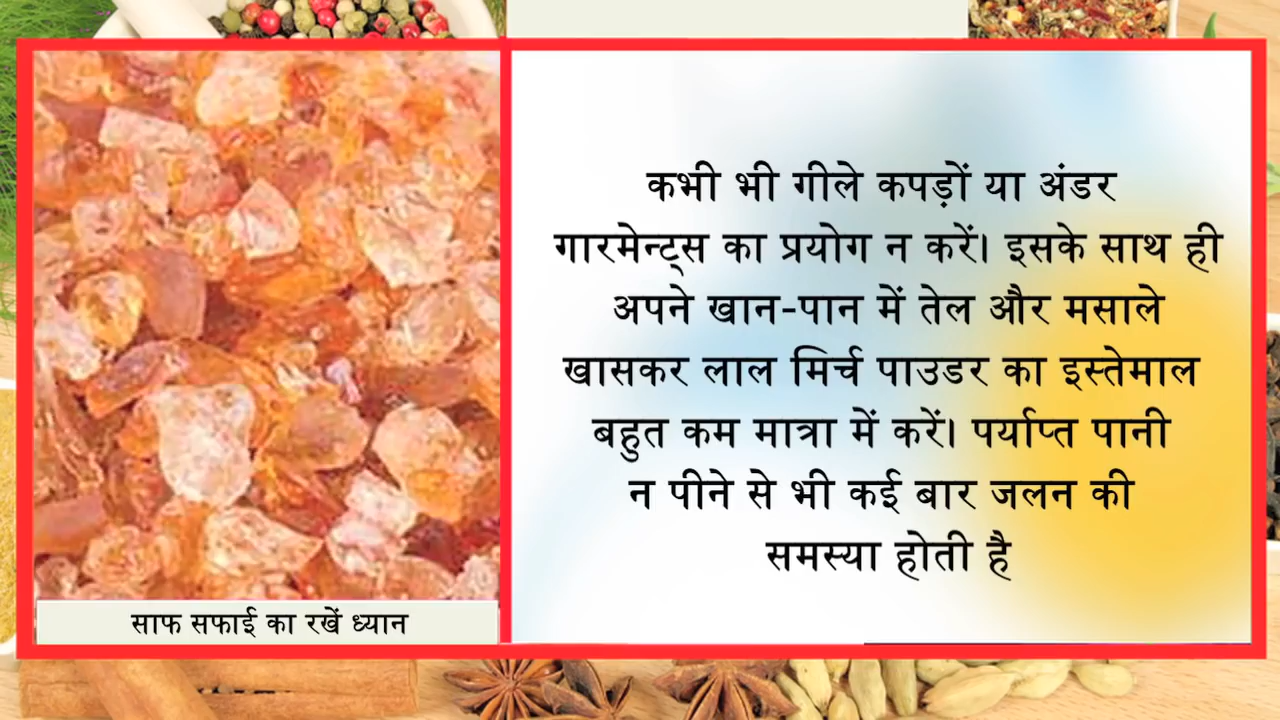 कभी भी गीले कपड़ों या अंडर
गारमेन्ट्स का प्रयोग न करें। इसके साथ ही
अपने खान-पान में तेल और मसाले
खासकर लाल मिर्च पाउडर का इस्तेमाल
बहुत कम मात्रा में करें। पर्याप्त पानी
न पीने से भी कई बार जलन की
समस्या होती है
साफ सफाई का रखें ध्यान